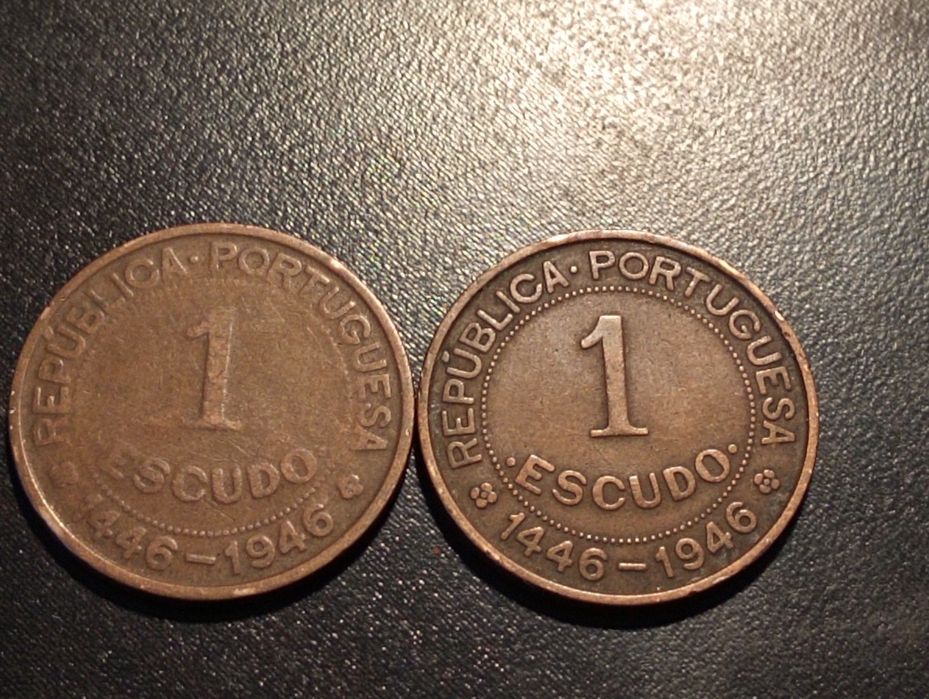 REPÚBLICA · PORTUGUESA
1
ESCUDO
1446-1946
REPÚBLICA · PORTUGUESA
1
· ESCUDO ·
1446-1946